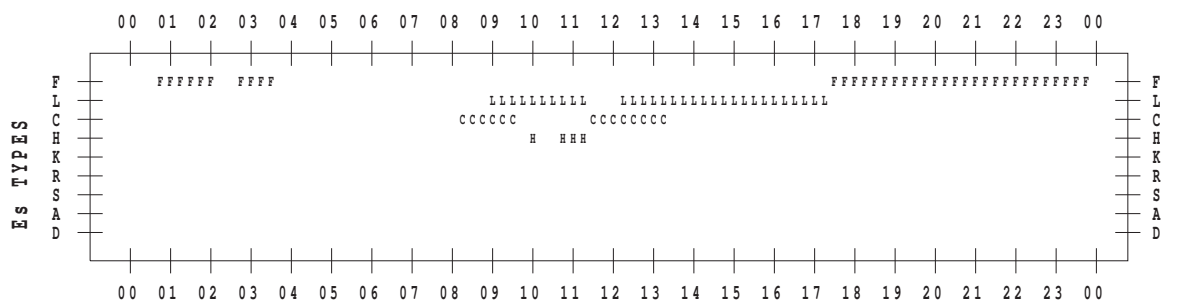 00 01 02 03 04 05 06 07 08 09 10 11 12 13 14 15 16 17 18 19 20 21 22 23 00
F FFFFFF FFFF FFFFFFFFFFFFFFFFFFFFFFFFFF F
L LLLLLLLLLL LLLLLLLLLLLLLLLLLLLLL L
C CCCCCC CCCCCCCC C
H H HHH H
K K
R R
S S
A A
D D
Es TYPES
00 01 02 03 04 05 06 07 08 09 10 11 12 13 14 15 16 17 18 19 20 21 22 23 00